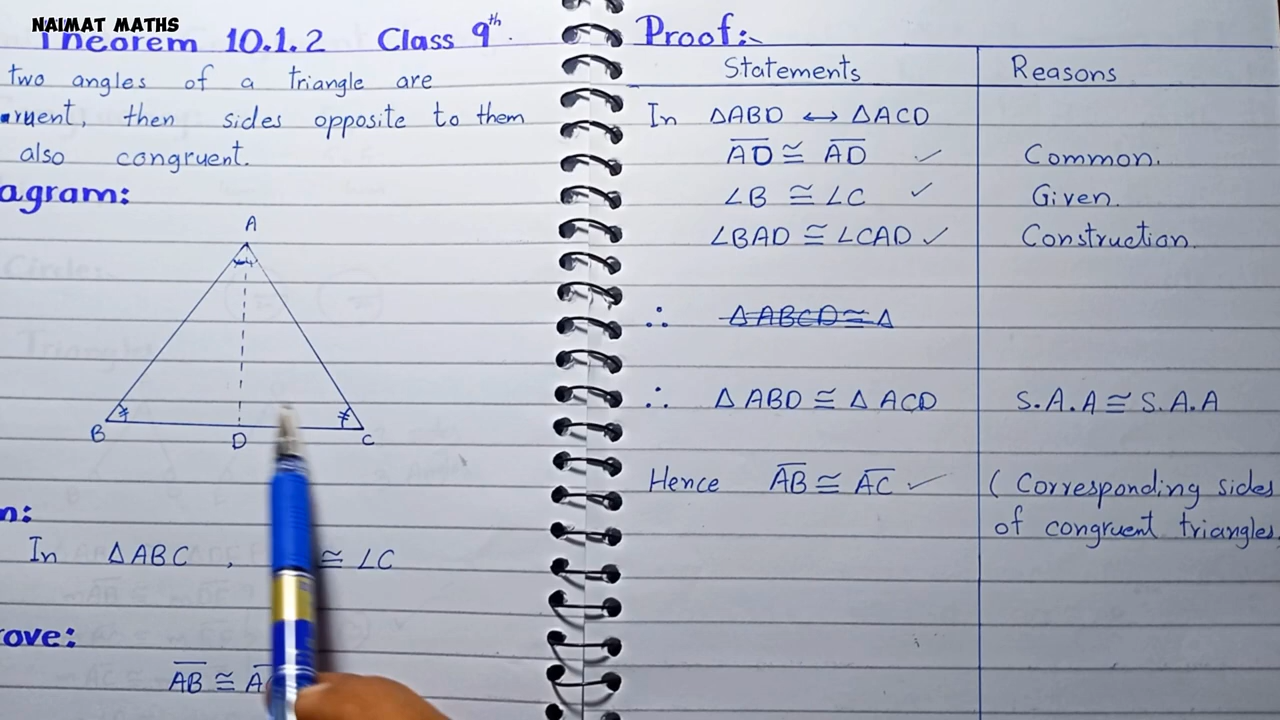 NAIMAT MATHS
Theorem 10.1.2 Class 9th.
two angles of a triangle are
ruent, then sides opposite to them
also congruent.
agram:
A
B
D
C
n:
In △ABC , ≅ ∠C
rove:
AB ≅ A
Proof:-
Statements Reasons
In △ABD ↔ △ACD
AD ≅ AD ✓ Common.
∠B ≅ ∠C ✓ Given.
∠BAD ≅ ∠CAD ✓ Construction.
∴ △ABCD ≅ △
∴ △ABD ≅ △ACD S.A.A ≅ S.A.A
Hence AB ≅ AC ✓ (Corresponding sides
of congruent triangles.